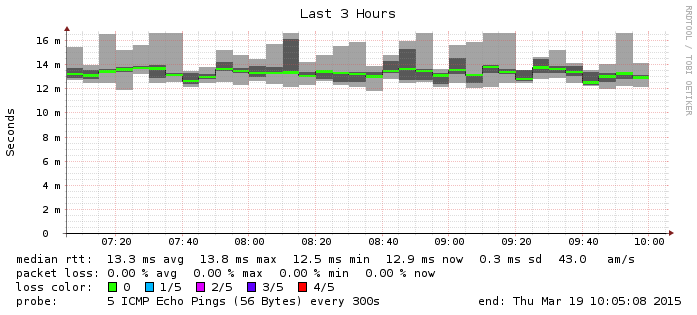 Last 3 Hours
RRDTOOL / TOBI OETIKER
Seconds
16 m
14 m
12 m
10 m
8 m
6 m
4 m
2 m
0
07:20 07:40 08:00 08:20 08:40 09:00 09:20 09:40 10:00
median rtt: 13.3 ms avg 13.8 ms max 12.5 ms min 12.9 ms now 0.3 ms sd 43.0 am/s
packet loss: 0.00 % avg 0.00 % max 0.00 % min 0.00 % now
loss color: 0 1/5 2/5 3/5 4/5
probe: 5 ICMP Echo Pings (56 Bytes) every 300s end: Thu Mar 19 10:05:08 2015